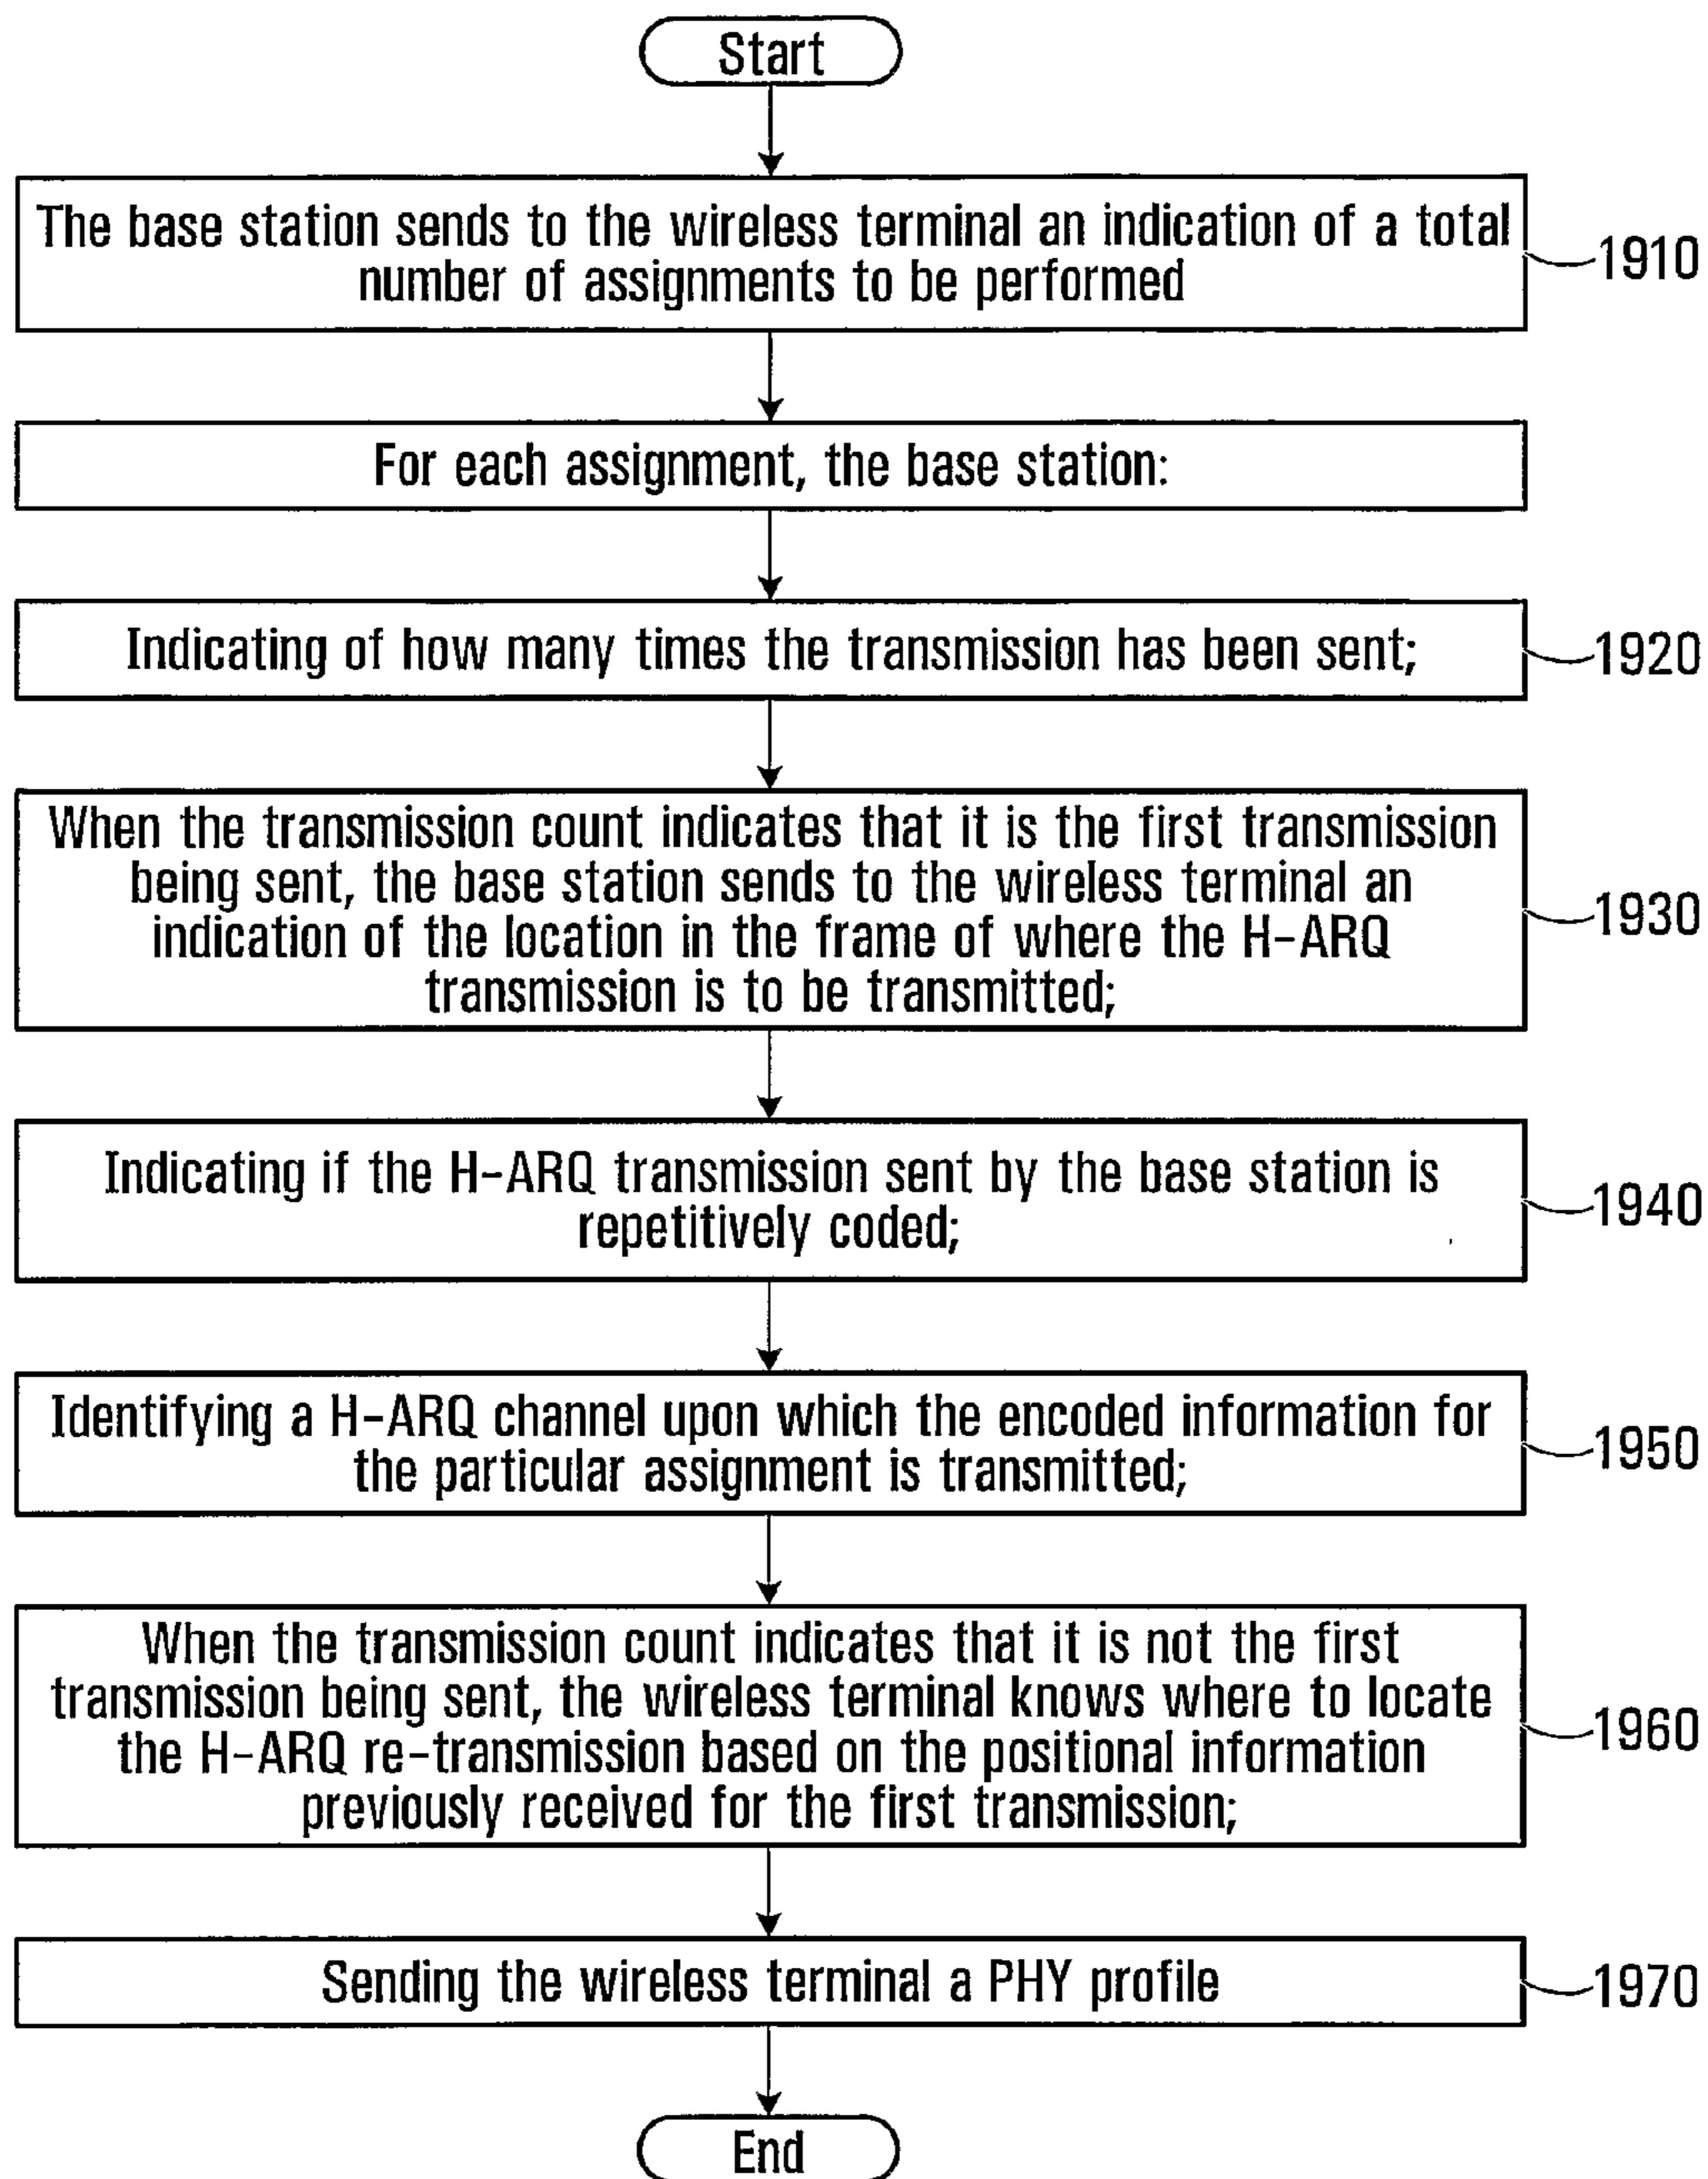 Start
The base station sends to the wireless terminal an indication of a total
number of assignments to be performed
1910
For each assignment, the base station:
Indicating of how many times the transmission has been sent;
1920
When the transmission count indicates that it is the first transmission
being sent, the base station sends to the wireless terminal an
indication of the location in the frame of where the H-ARQ
transmission is to be transmitted;
1930
Indicating if the H-ARQ transmission sent by the base station is
repetitively coded;
1940
Identifying a H-ARQ channel upon which the encoded information for
the particular assignment is transmitted;
1950
When the transmission count indicates that it is not the first
transmission being sent, the wireless terminal knows where to locate
the H-ARQ re-transmission based on the positional information
previously received for the first transmission;
1960
Sending the wireless terminal a PHY profile
1970
End